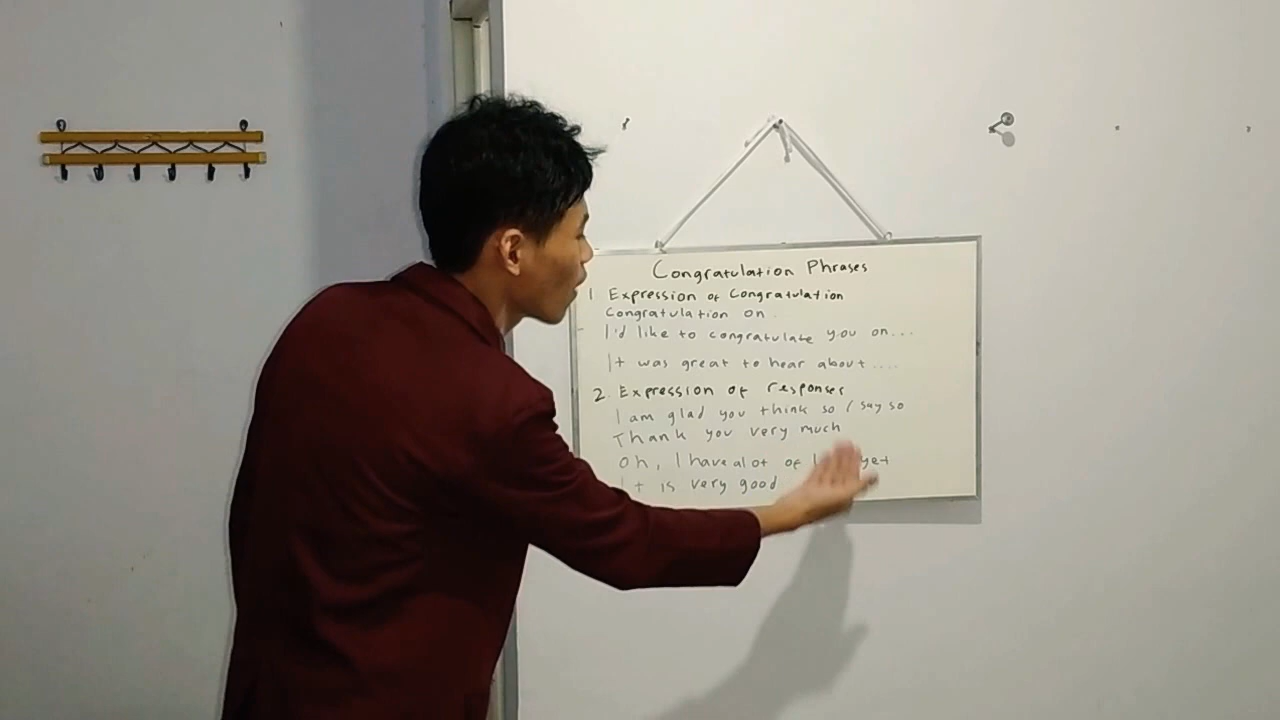 Congratulation Phrases
1 Expression of Congratulation
Congratulation on.
I'd like to congratulate you on...
It was great to hear about....
2. Expression of responses
I am glad you think so / say so
Thank you very much
Oh, I have alot of yet
It is very good